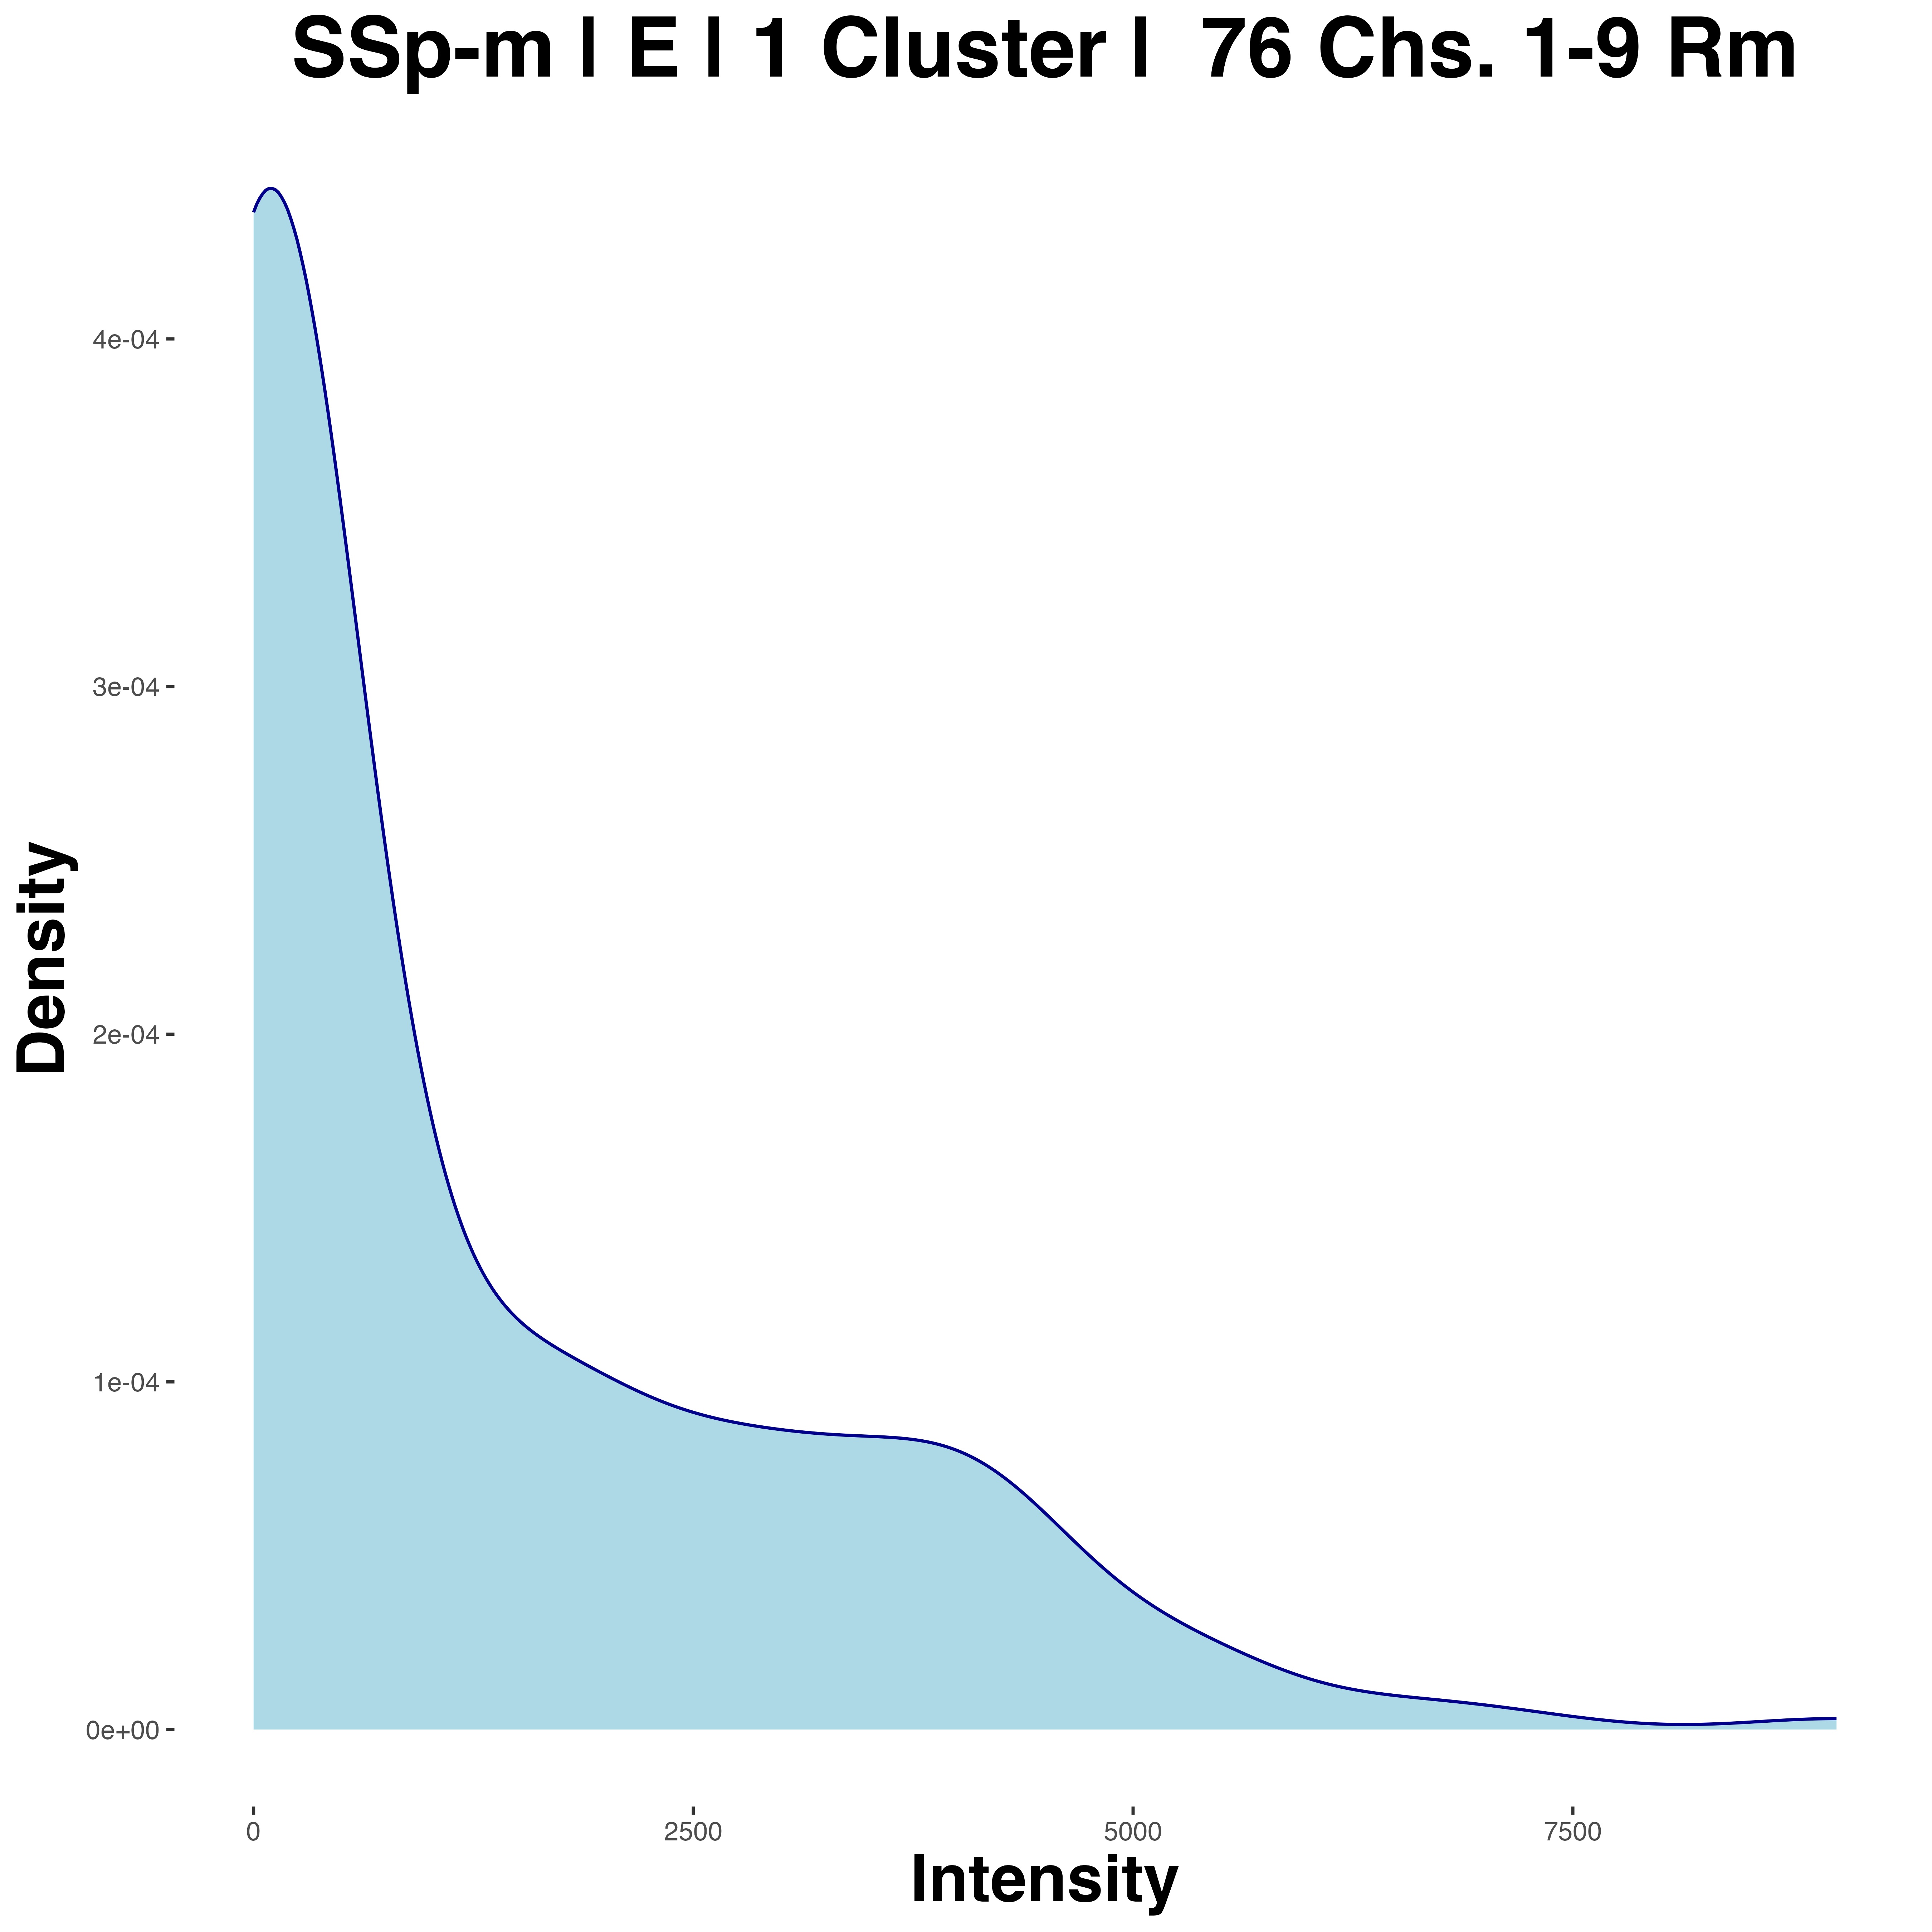 SSp-m | E | 1 Cluster |  76 Chs. 1-9 Rm
4e-04
3e-04
2e-04
1e-04
0e+00
Density
0 2500 5000 7500
Intensity